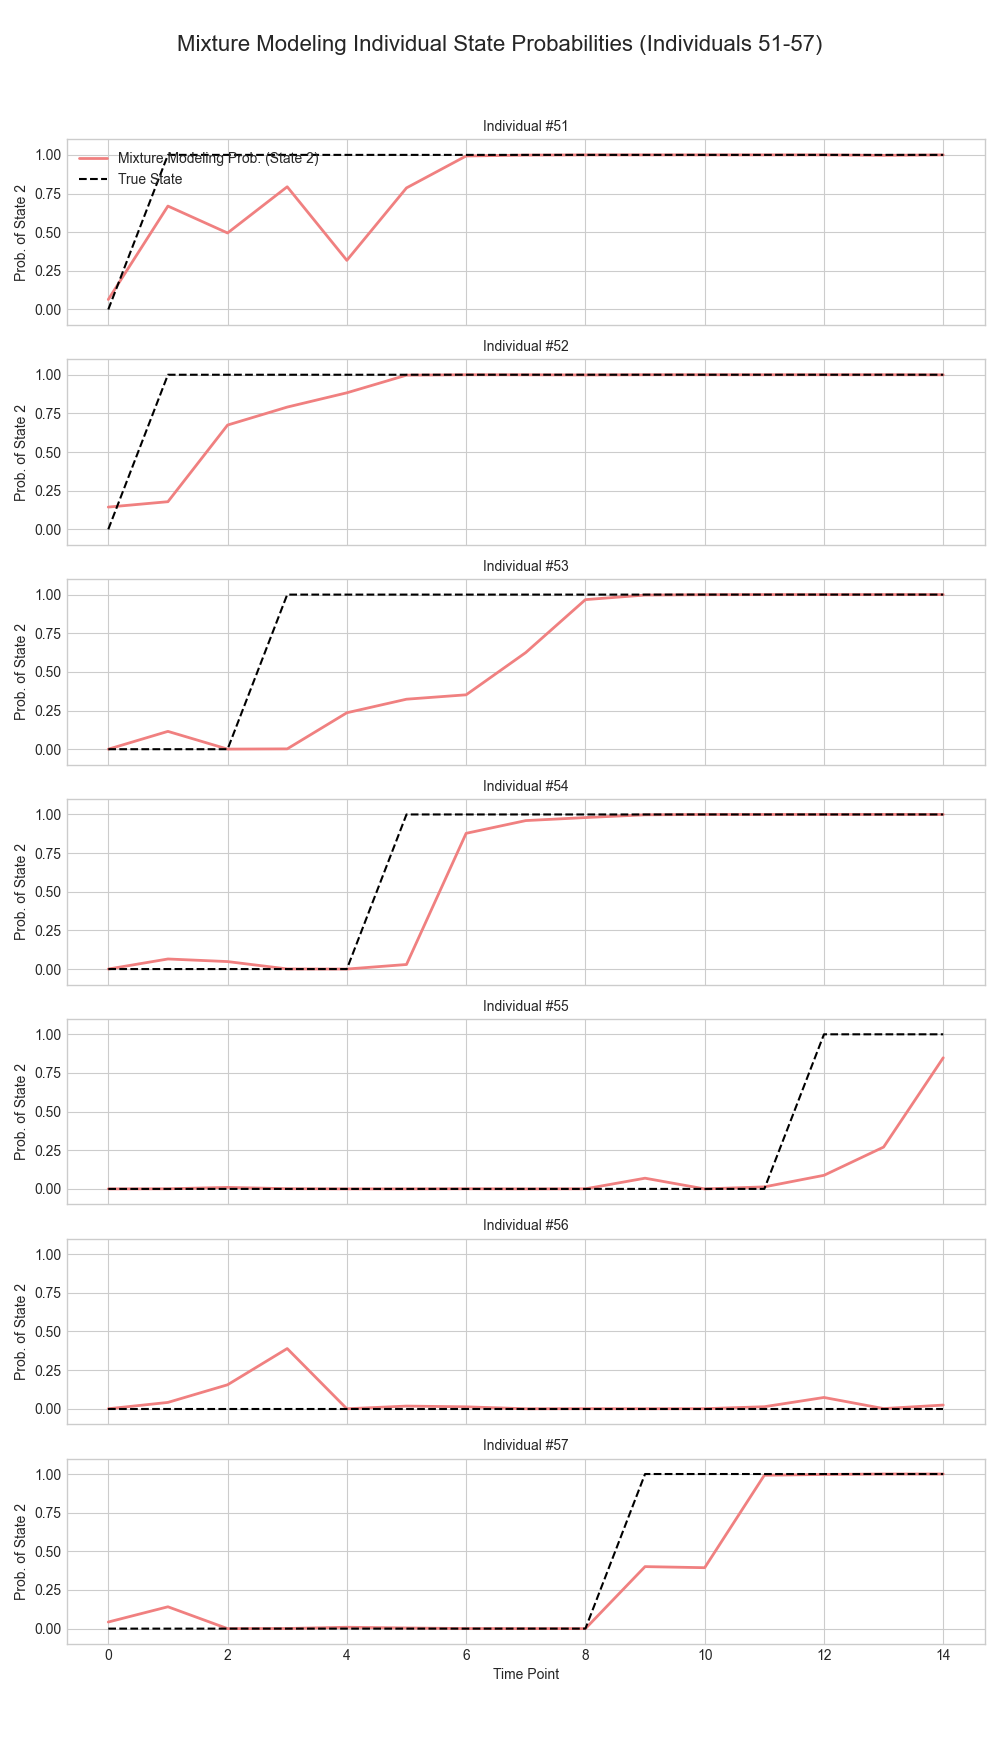 Mixture Modeling Individual State Probabilities (Individuals 51-57)
Individual #51
Mixture Modeling Prob. (State 2)
True State
1.00
0.75
0.50
0.25
0.00
Prob. of State 2
Individual #52
1.00
0.75
0.50
0.25
0.00
Prob. of State 2
Individual #53
1.00
0.75
0.50
0.25
0.00
Prob. of State 2
Individual #54
1.00
0.75
0.50
0.25
0.00
Prob. of State 2
Individual #55
1.00
0.75
0.50
0.25
0.00
Prob. of State 2
Individual #56
1.00
0.75
0.50
0.25
0.00
Prob. of State 2
Individual #57
1.00
0.75
0.50
0.25
0.00
Prob. of State 2
0 2 4 6 8 10 12 14
Time Point